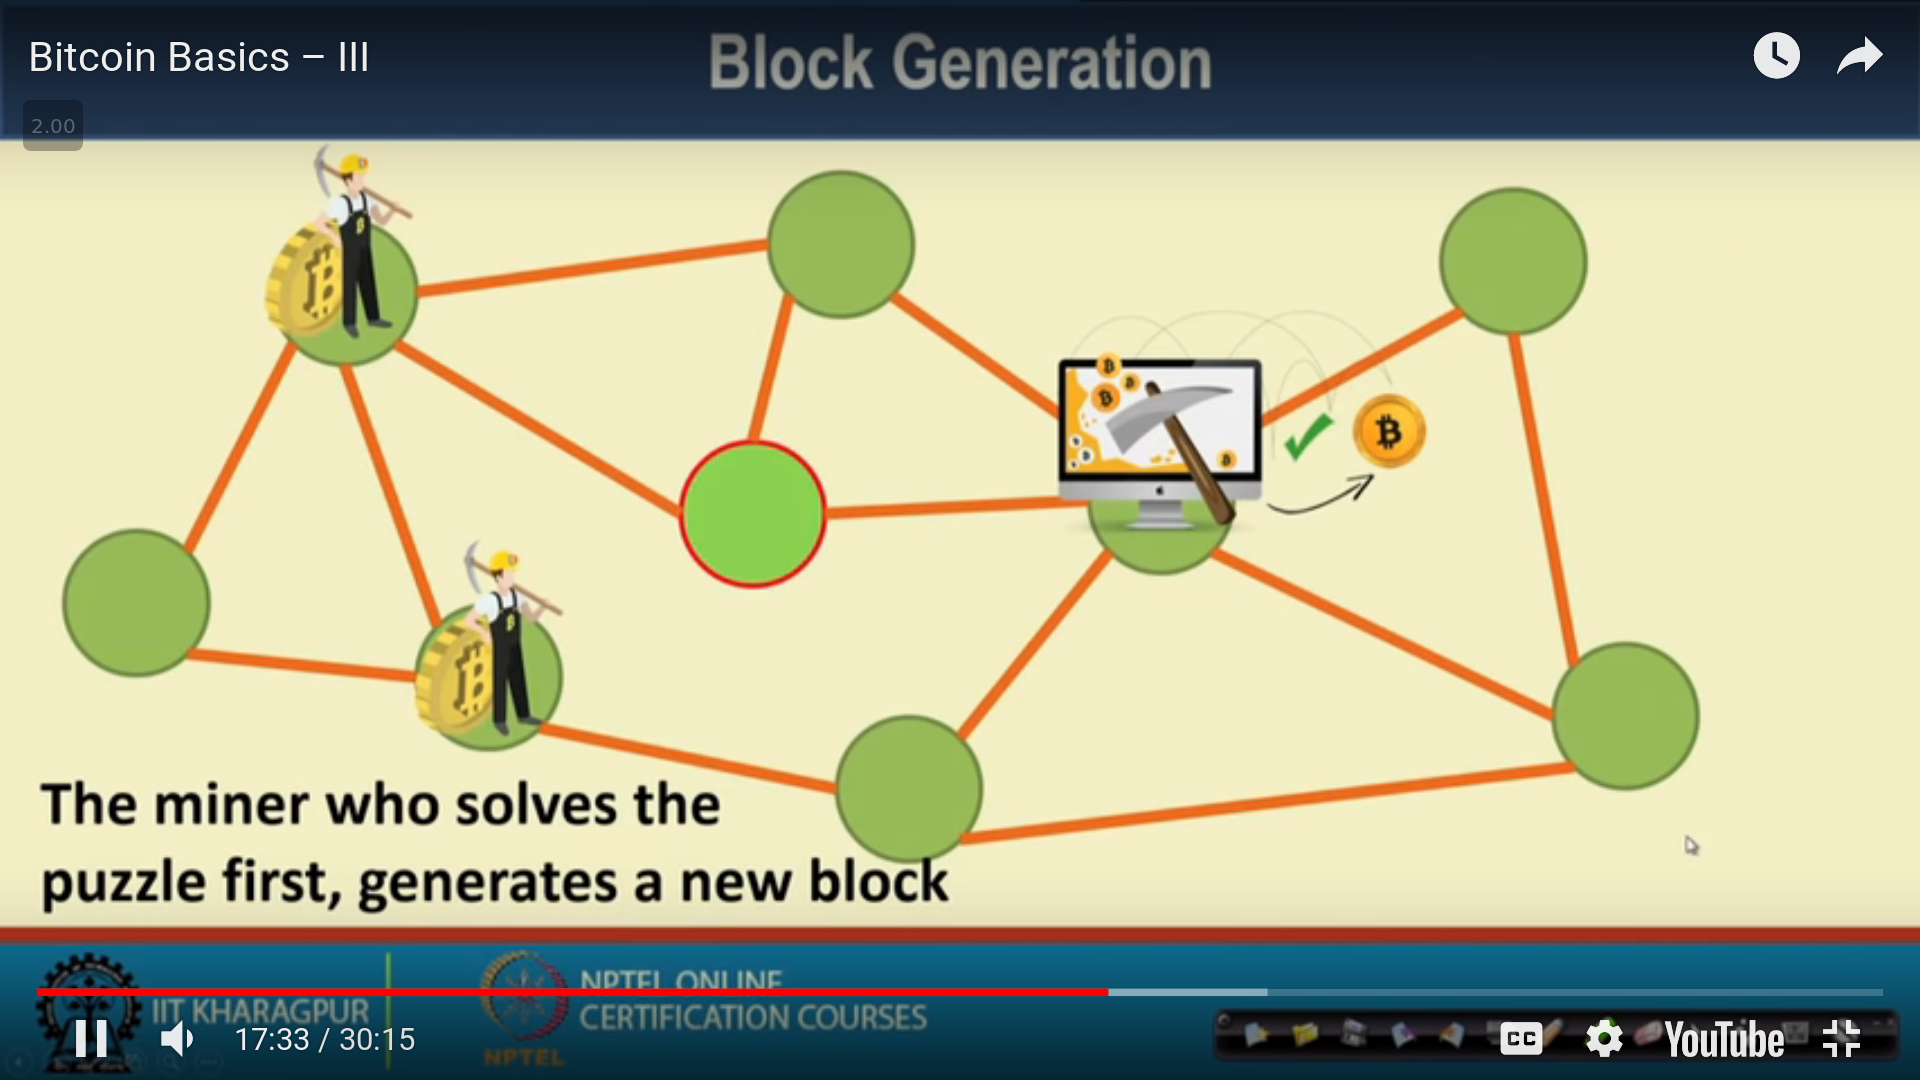 Bitcoin Basics – III
Block Generation
2.00
The miner who solves the
puzzle first, generates a new block
IIT KHARAGPUR
NPTEL ONLINE
CERTIFICATION COURSES
NPTEL
17:33 / 30:15
CC
YouTube